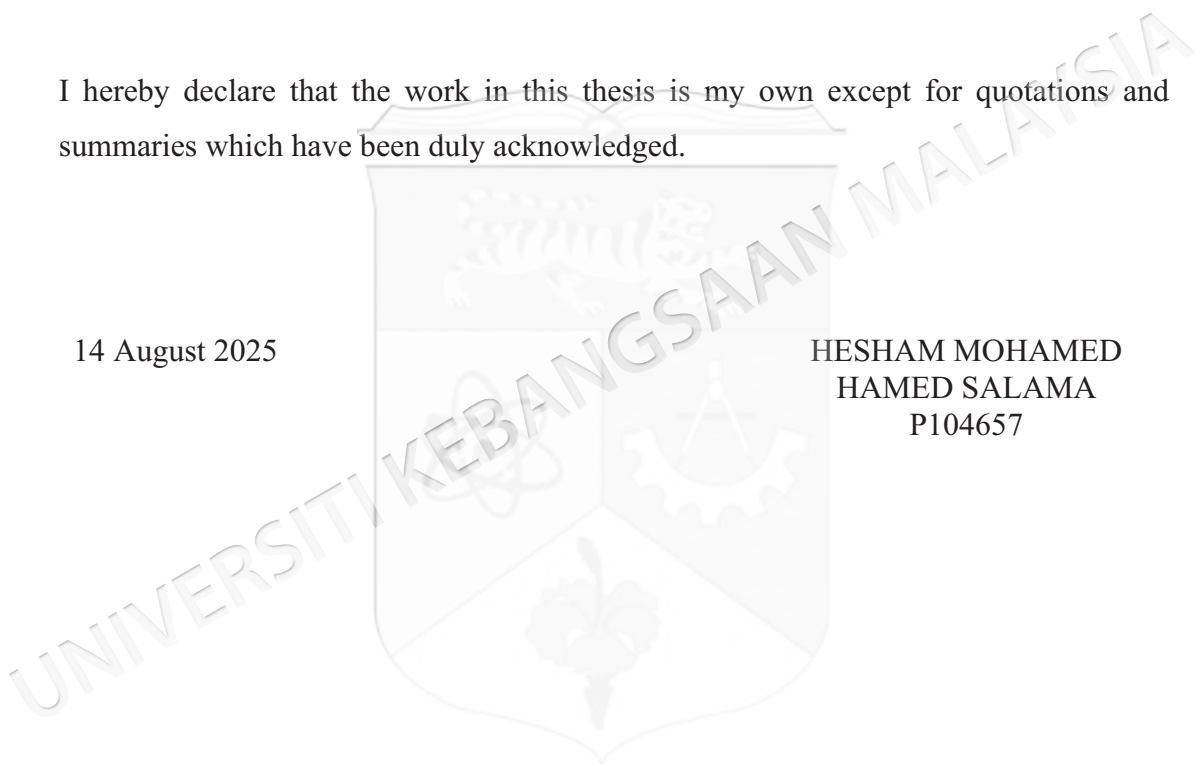 I hereby declare that the work in this thesis is my own except for quotations and
summaries which have been duly acknowledged.
14 August 2025
HESHAM MOHAMED
HAMED SALAMA
P104657
UNIVERSITI KEBANGSAAN MALAYSIA